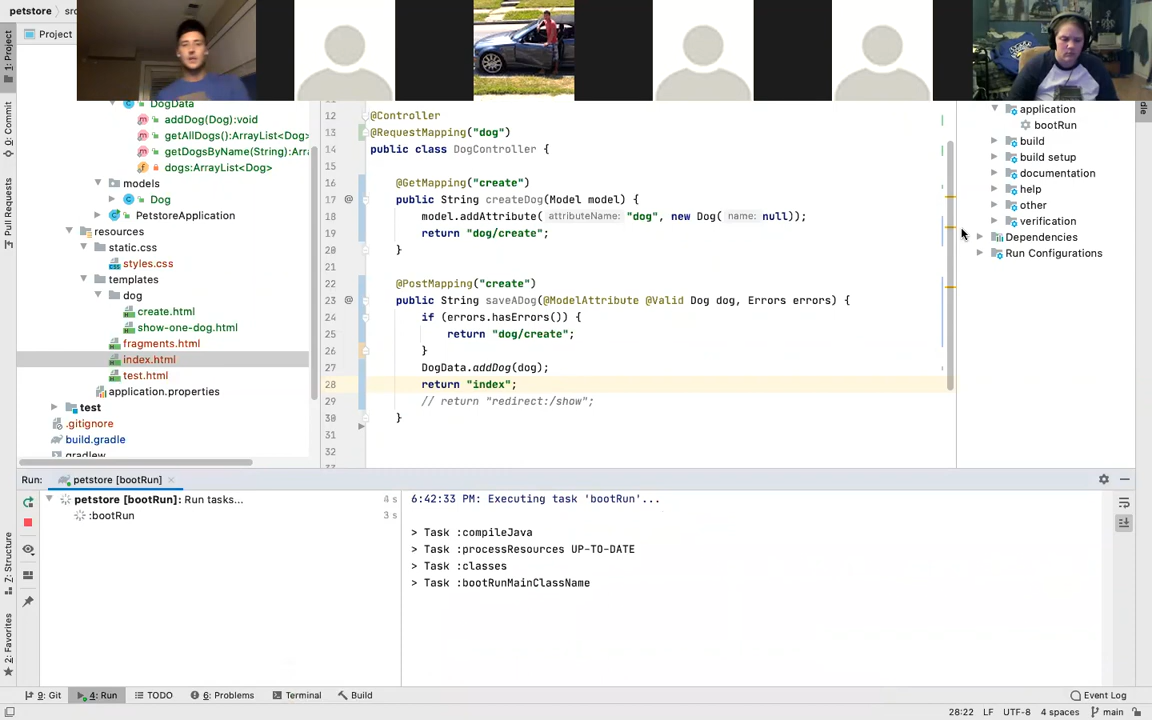 petstore
Project
1: Project
0: Commit
Pull Requests
7: Structure
2: Favorites
DogData
addDog(Dog):void
getAllDogs():ArrayList<Dog>
getDogsByName(String):Arra
dogs:ArrayList<Dog>
models
Dog
PetstoreApplication
resources
static.css
styles.css
templates
dog
create.html
show-one-dog.html
fragments.html
index.html
test.html
application.properties
test
.gitignore
build.gradle
gradlew
12 @Controller
13 @RequestMapping("dog")
14 public class DogController {
15
16 @GetMapping("create")
17 public String createDog(Model model) {
18 model.addAttribute( attributeName: "dog", new Dog( name: null));
19 return "dog/create";
20 }
21
22 @PostMapping("create")
23 public String saveADog(@ModelAttribute @Valid Dog dog, Errors errors) {
24 if (errors.hasErrors()) {
25 return "dog/create";
26 }
27 DogData.addDog(dog);
28 return "index";
29 // return "redirect:/show";
30 }
31
32
application
bootRun
build
build setup
documentation
help
other
verification
Dependencies
Run Configurations
Run: petstore [bootRun]
petstore [bootRun]: Run tasks... 4 s
:bootRun 3 s
6:42:33 PM: Executing task 'bootRun'...
> Task :compileJava
> Task :processResources UP-TO-DATE
> Task :classes
> Task :bootRunMainClassName
9: Git 4: Run TODO 6: Problems Terminal Build Event Log
28:22 LF UTF-8 4 spaces main